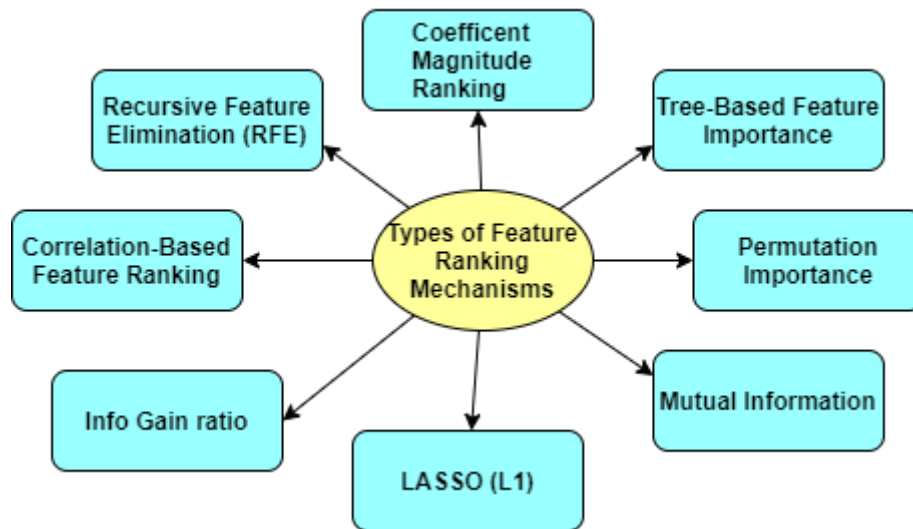 Coefficent
Magnitude
Ranking
Recursive Feature
Elimination (RFE)
Tree-Based Feature
Importance
Types of Feature
Ranking
Mechanisms
Correlation-Based
Feature Ranking
Permutation
Importance
Info Gain ratio
Mutual Information
LASSO (L1)